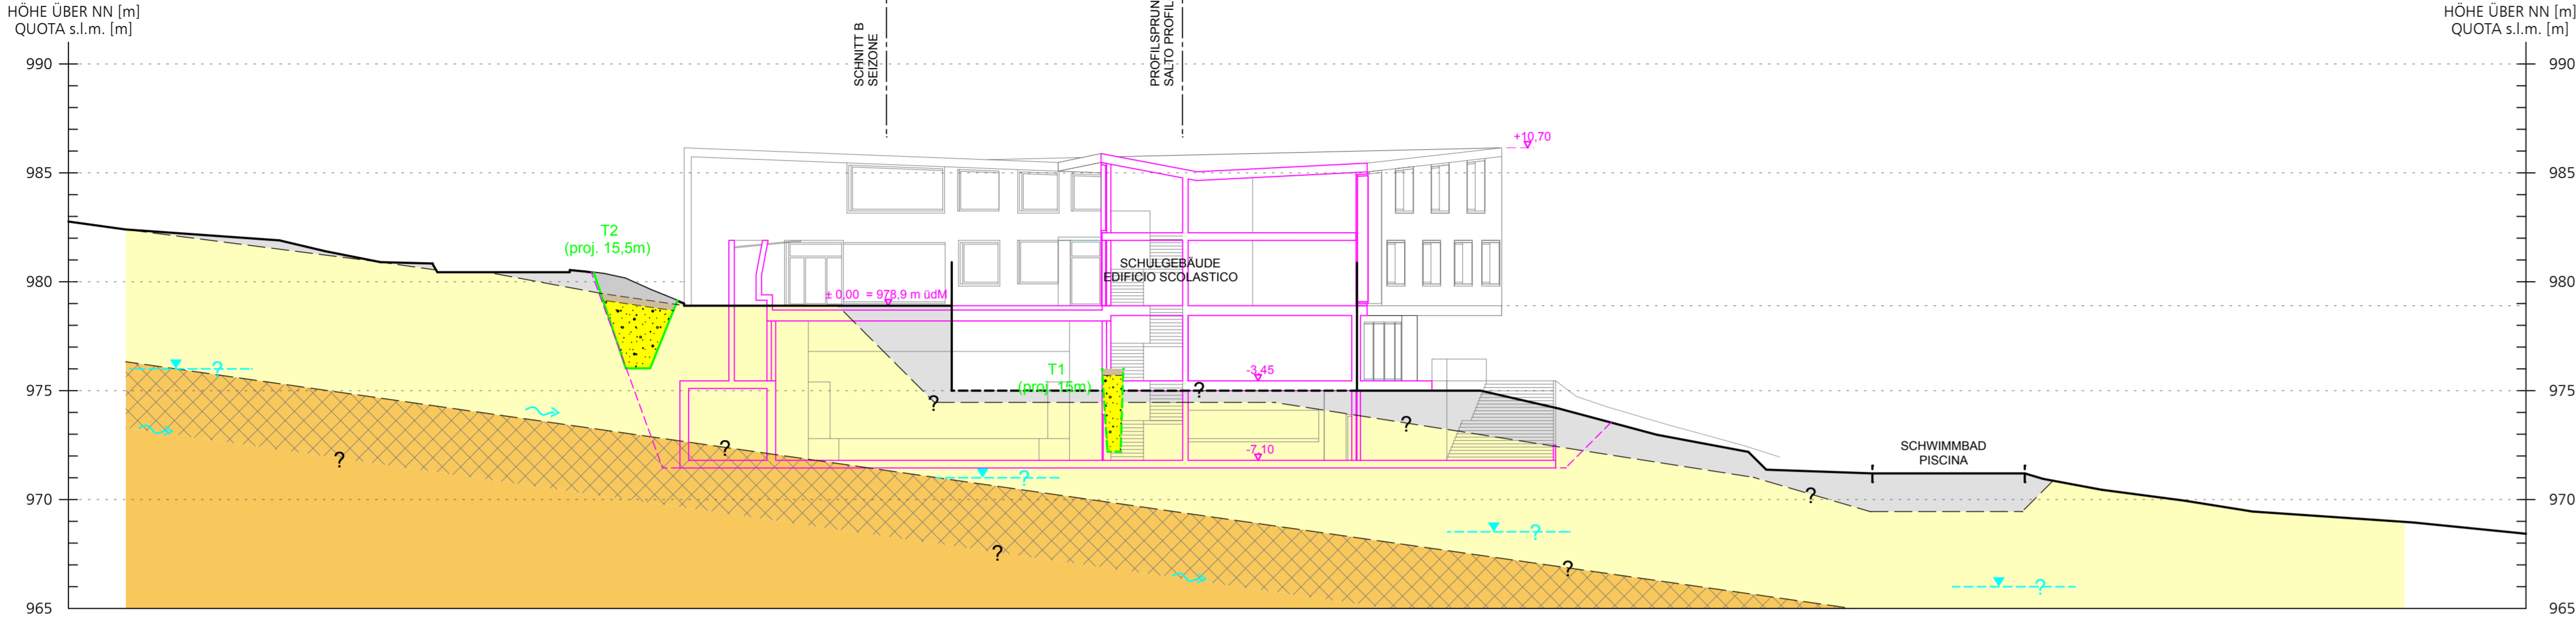 HÖHE ÜBER NN [m]
QUOTA s.l.m. [m]
SCHNITT B
SEIZONE
PROFILSPRUN
SALTO PROFIL
HÖHE ÜBER NN [m]
QUOTA s.l.m. [m]
990
990
+10,70
985
985
T2
(proj. 15,5m)
SCHULGEBÄUDE
EDIFICIO SCOLASTICO
980
980
± 0,00 = 978,9 m üdM
?
T1
(proj. 15m)
-3,45
975
?
?
975
?
?
?
?
-7,10
SCHWIMMBAD
PISCINA
970
?
?
970
?
?
?
?
965
965